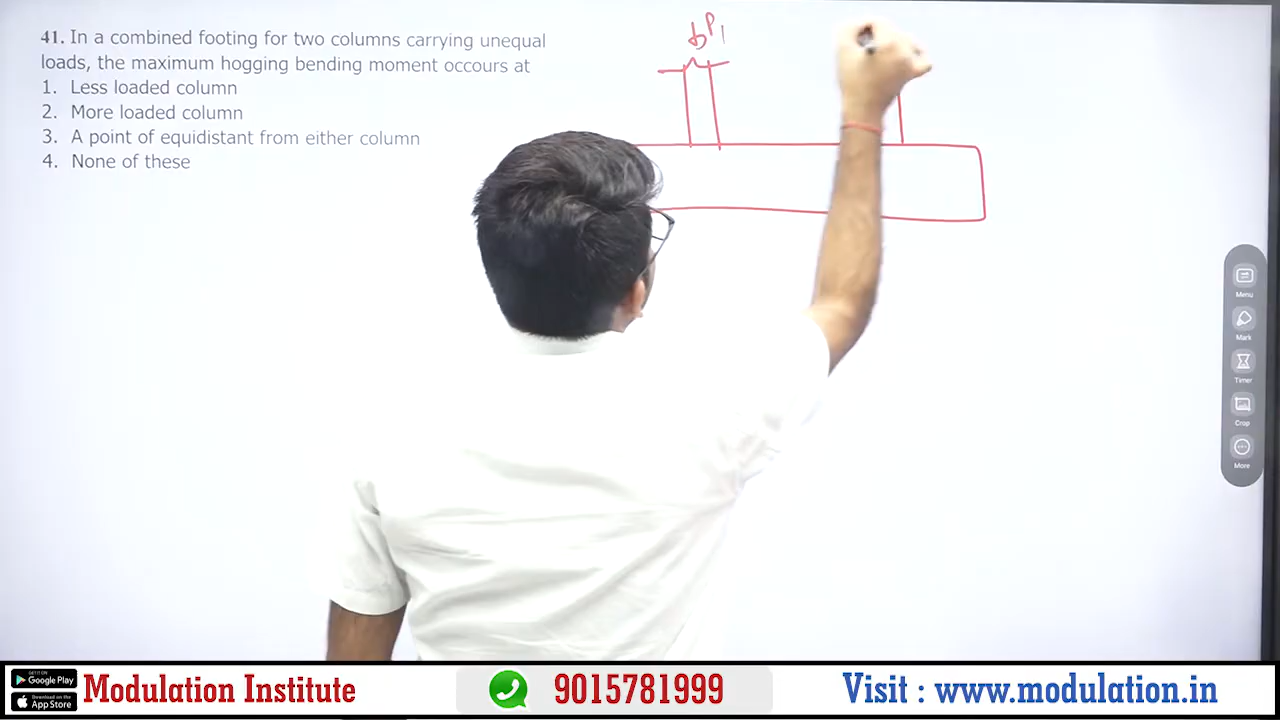 41. In a combined footing for two columns carrying unequal
loads, the maximum hogging bending moment occours at
1. Less loaded column
2. More loaded column
3. A point of equidistant from either column
4. None of these
P1
Menu
Mark
Timer
Crop
More
GET IT ON
Google Play
Download on the
App Store
Modulation Institute
9015781999
Visit : www.modulation.in